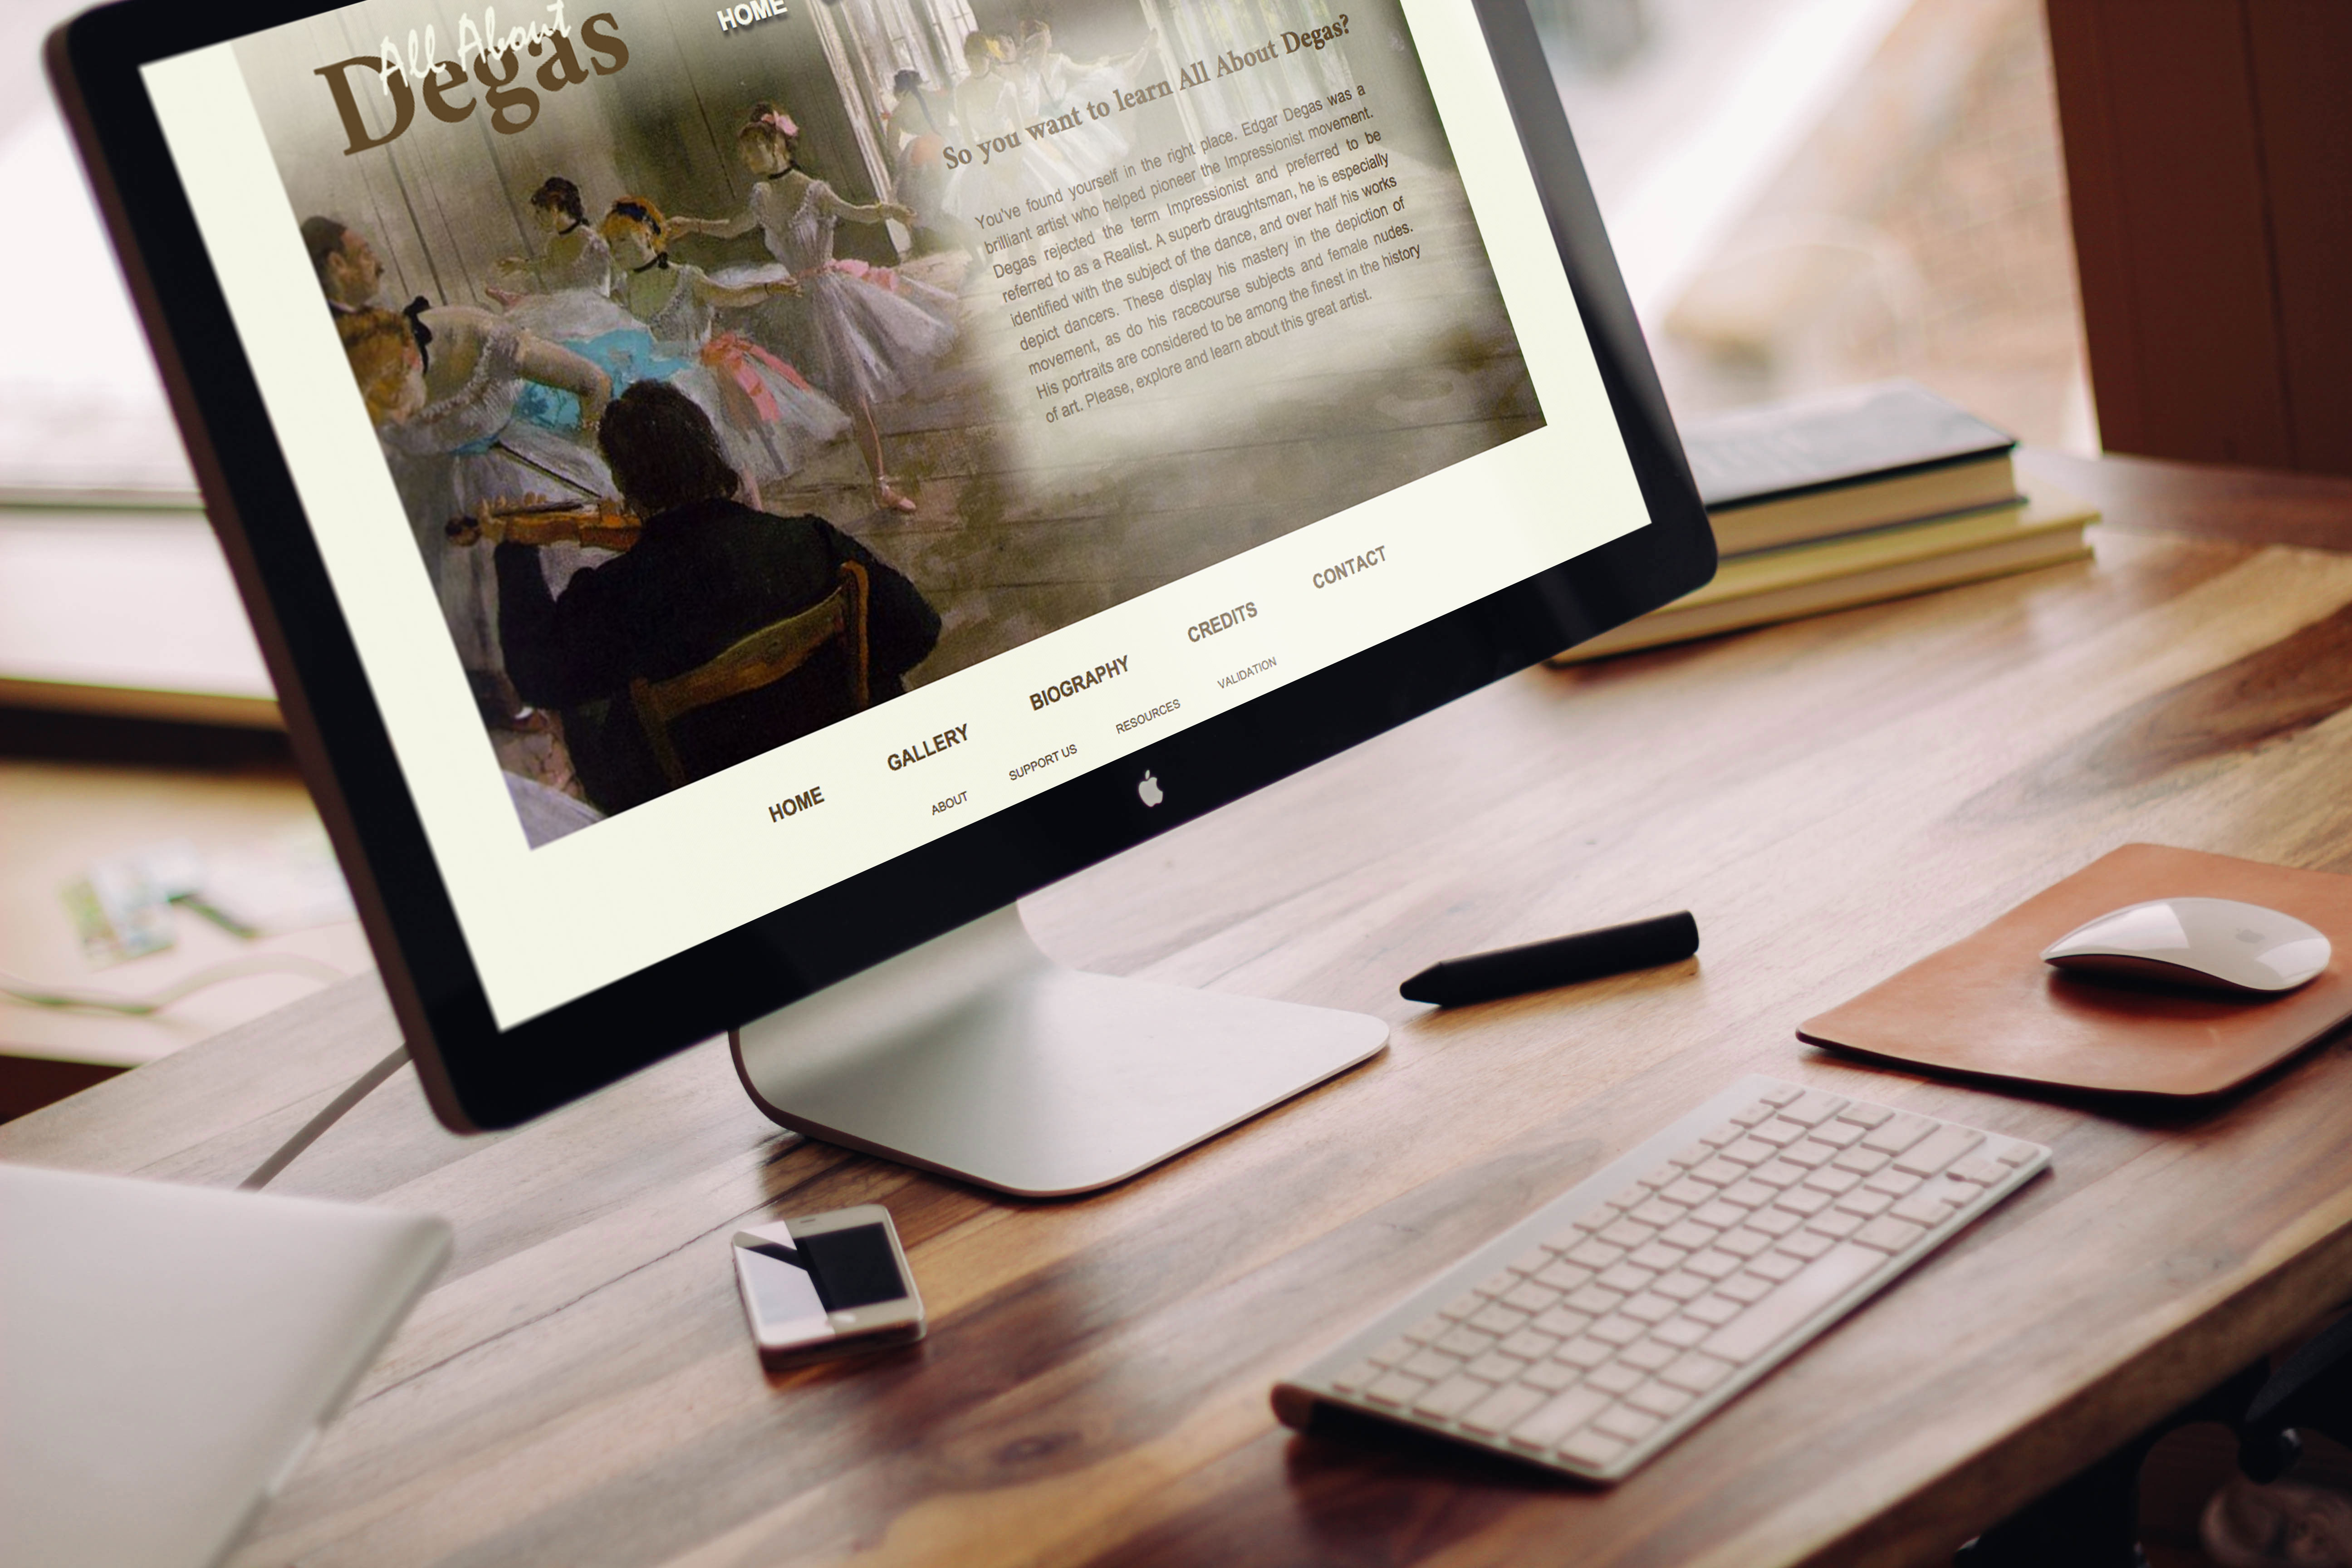 All About
Degas
HOME
So you want to learn All About Degas?
You've found yourself in the right place. Edgar Degas was a
brilliant artist who helped pioneer the Impressionist movement.
Degas rejected the term Impressionist and preferred to be
referred to as a Realist. A superb draughtsman, he is especially
identified with the subject of the dance, and over half his works
depict dancers. These display his mastery in the depiction of
movement, as do his racecourse subjects and female nudes.
His portraits are considered to be among the finest in the history
of art. Please, explore and learn about this great artist.
HOME GALLERY BIOGRAPHY CREDITS CONTACT
ABOUT SUPPORT US RESOURCES VALIDATION